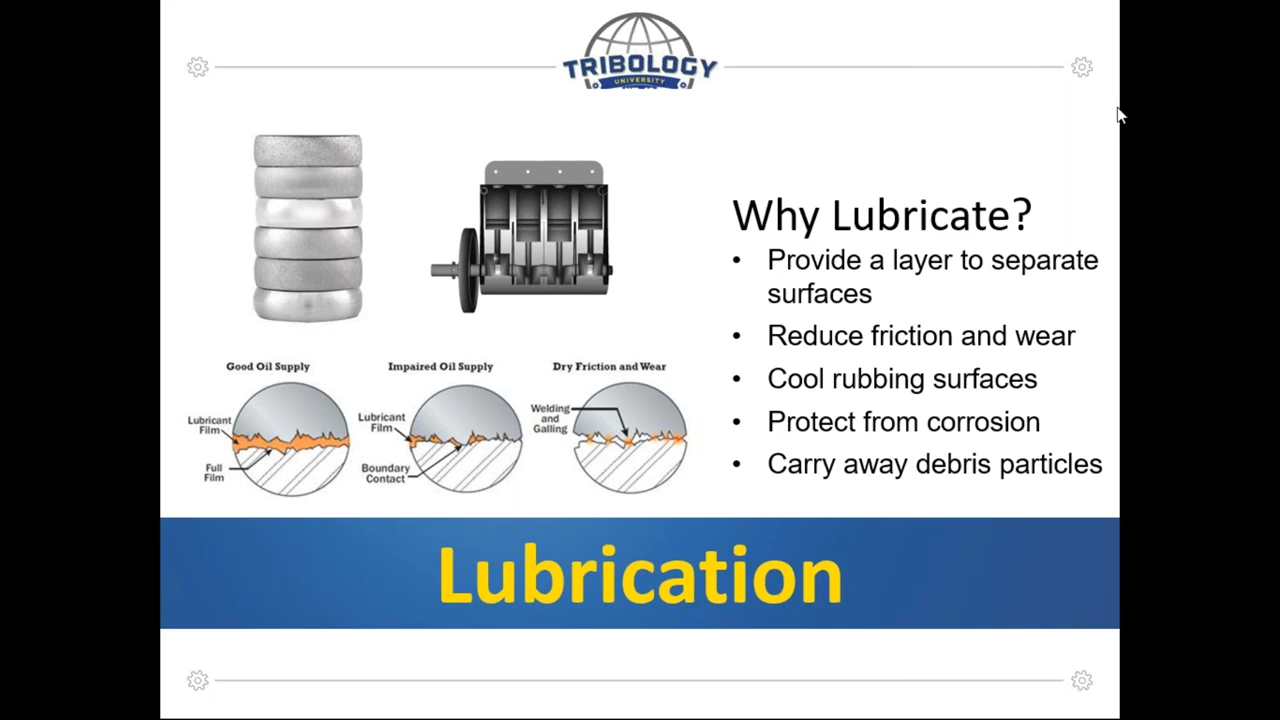 TRIBOLOGY
UNIVERSITY
Why Lubricate?
• Provide a layer to separate
surfaces
• Reduce friction and wear
• Cool rubbing surfaces
• Protect from corrosion
• Carry away debris particles
Good Oil Supply
Lubricant
Film
Full
Film
Impaired Oil Supply
Lubricant
Film
Boundary
Contact
Dry Friction and Wear
Welding
and
Galling
Lubrication